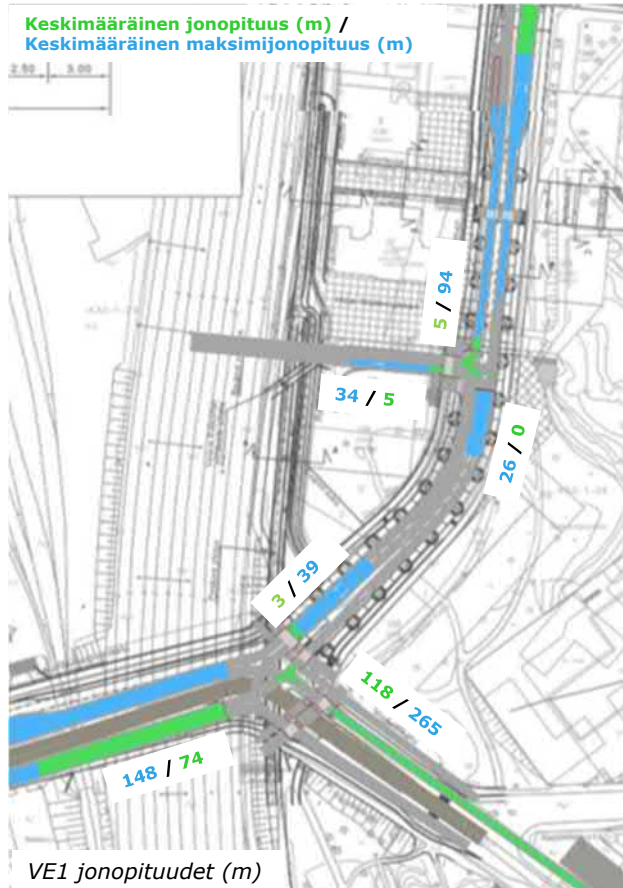 Keskimääräinen jonopituus (m) /
Keskimääräinen maksimijonopituus (m)
2.50 3.00
5 / 94
34 / 5
26 / 0
3 / 39
118 / 265
148 / 74
VE1 jonopituudet (m)